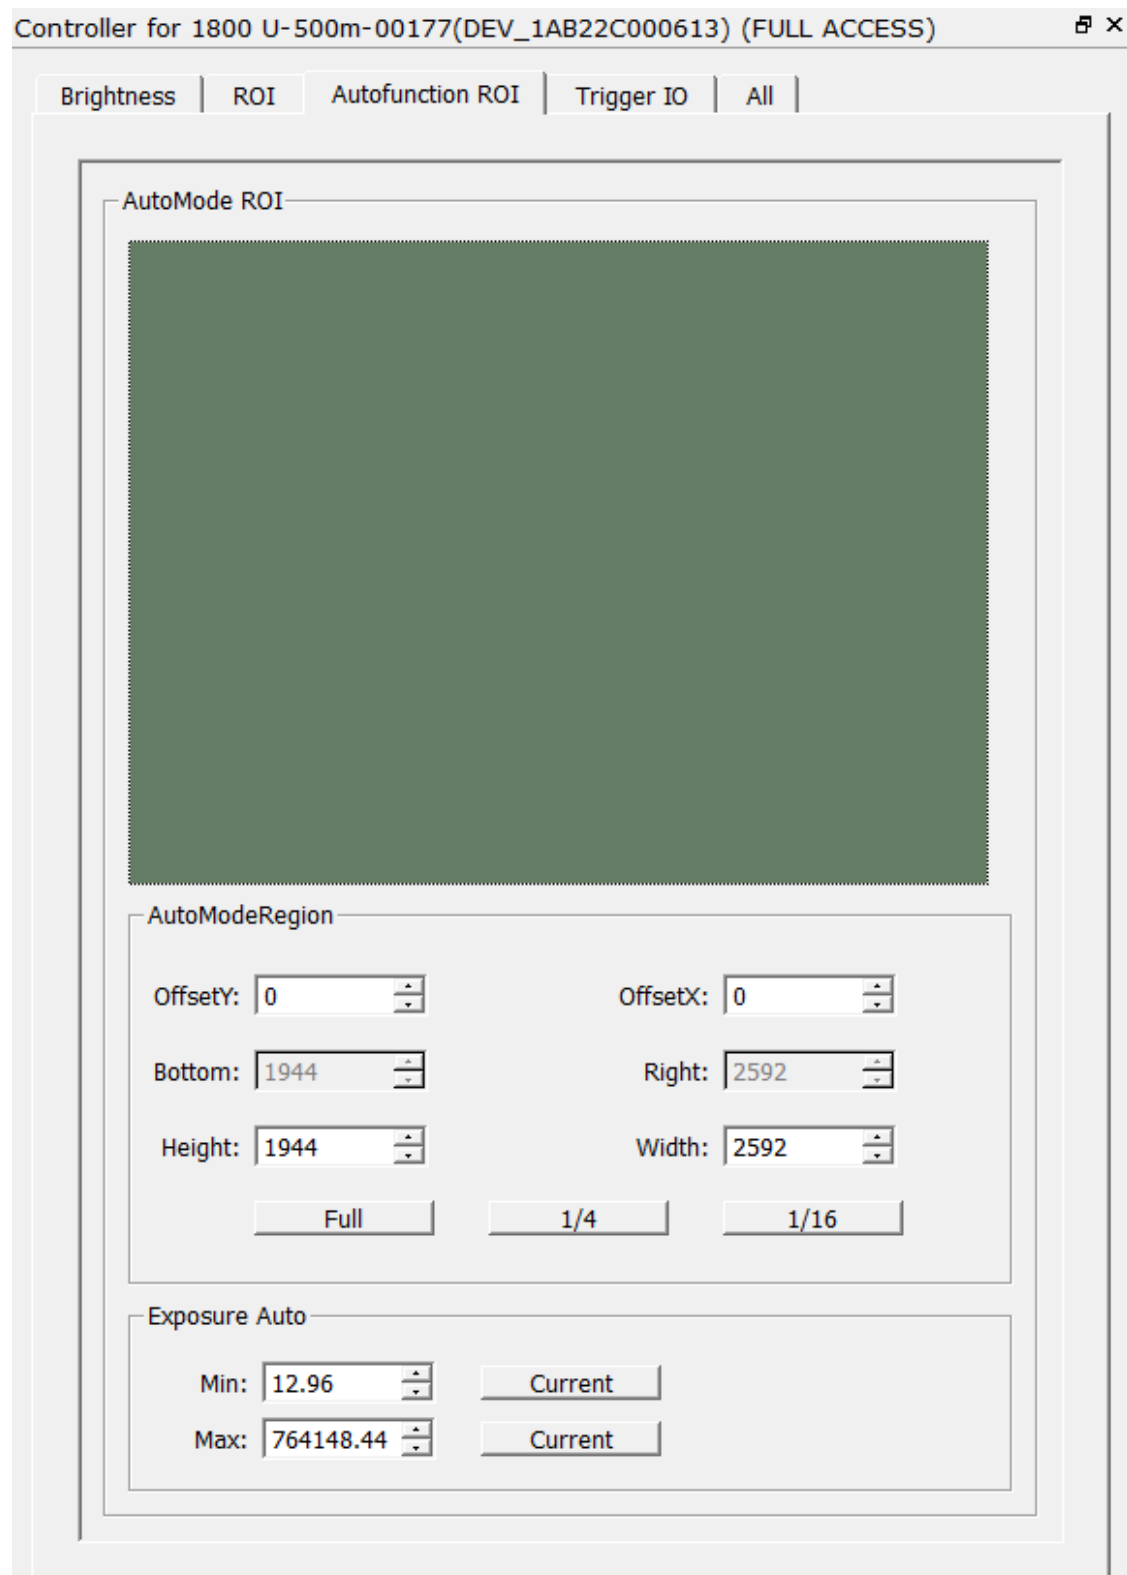 Controller for 1800 U-500m-00177(DEV_1AB22C000613) (FULL ACCESS)
Brightness ROI Autofunction ROI Trigger IO All
AutoMode ROI
AutoModeRegion
OffsetY: 0 OffsetX: 0
Bottom: 1944 Right: 2592
Height: 1944 Width: 2592
Full 1/4 1/16
Exposure Auto
Min: 12.96 Current
Max: 764148.44 Current